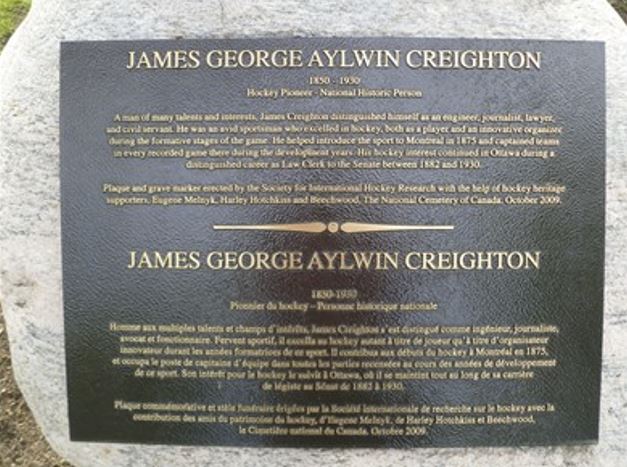 JAMES GEORGE AYLWIN CREIGHTON
1850 - 1930
Hockey Pioneer - National Historic Person
A man of many talents and interests, James Creighton distinguished himself as an engineer, journalist, lawyer,
and civil servant. He was an avid sportsman who excelled in hockey, both as a player and an innovative organizer
during the formative stages of the game. He helped introduce the sport to Montreal in 1875 and captained teams
in every recorded game there during the development years. His hockey interest continued in Ottawa during a
distinguished career as Law Clerk to the Senate between 1882 and 1930.
Plaque and grave marker erected by the Society for International Hockey Research with the help of hockey heritage
supporters, Eugene Melnyk, Harley Hotchkiss and Beechwood, The National Cemetery of Canada. October 2009.
JAMES GEORGE AYLWIN CREIGHTON
1850-1930
Pionnier du hockey – Personne historique nationale
Homme aux multiples talents et champs d'intérêts, James Creighton s'est distingué comme ingénieur, journaliste,
avocat et fonctionnaire. Fervent sportif, il excella au hockey autant à titre de joueur qu'à titre d'organisateur
innovateur durant les années formatrices de ce sport. Il contribua aux débuts du hockey à Montréal en 1875,
et occupa le poste de capitaine d'équipe dans toutes les parties recensées au cours des années de développement
de ce sport. Son intérêt pour le hockey le suivit à Ottawa, où il se maintint tout au long de sa carrière
de légiste au Sénat de 1882 à 1930.
Plaque commémorative et stèle funéraire érigées par la Société internationale de recherche sur le hockey avec la
contribution des amis du patrimoine du hockey, d'Eugene Melnyk, de Harley Hotchkiss et Beechwood,
le Cimetière national du Canada. Octobre 2009.